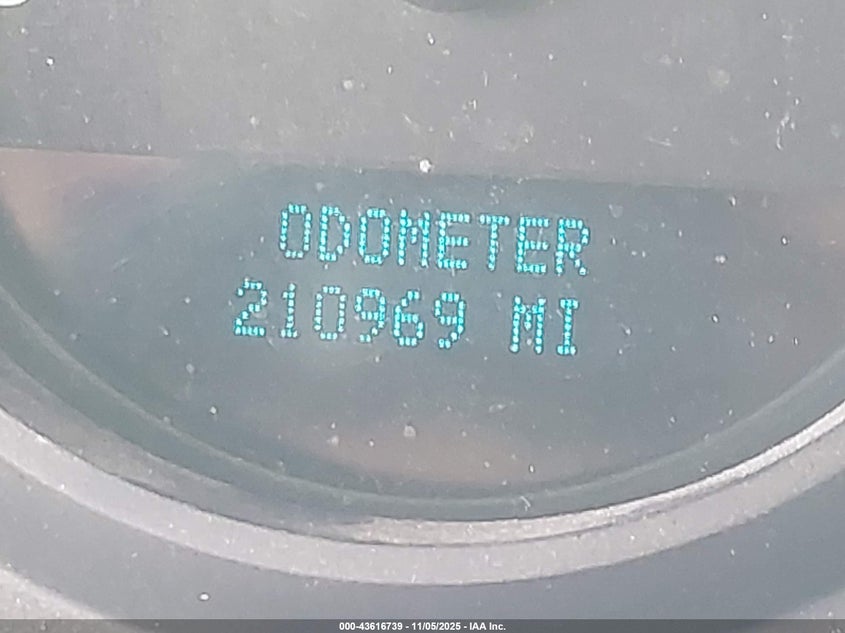 ODOMETER
210969 MI
000-43616739 - 11/05/2025 - IAA Inc.